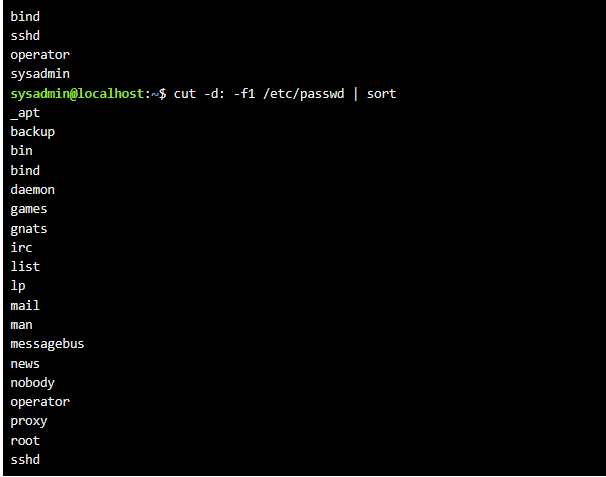 bind
sshd
operator
sysadmin
sysadmin@localhost:~$ cut -d: -f1 /etc/passwd | sort
_apt
backup
bin
bind
daemon
games
gnats
irc
list
lp
mail
man
messagebus
news
nobody
operator
proxy
root
sshd